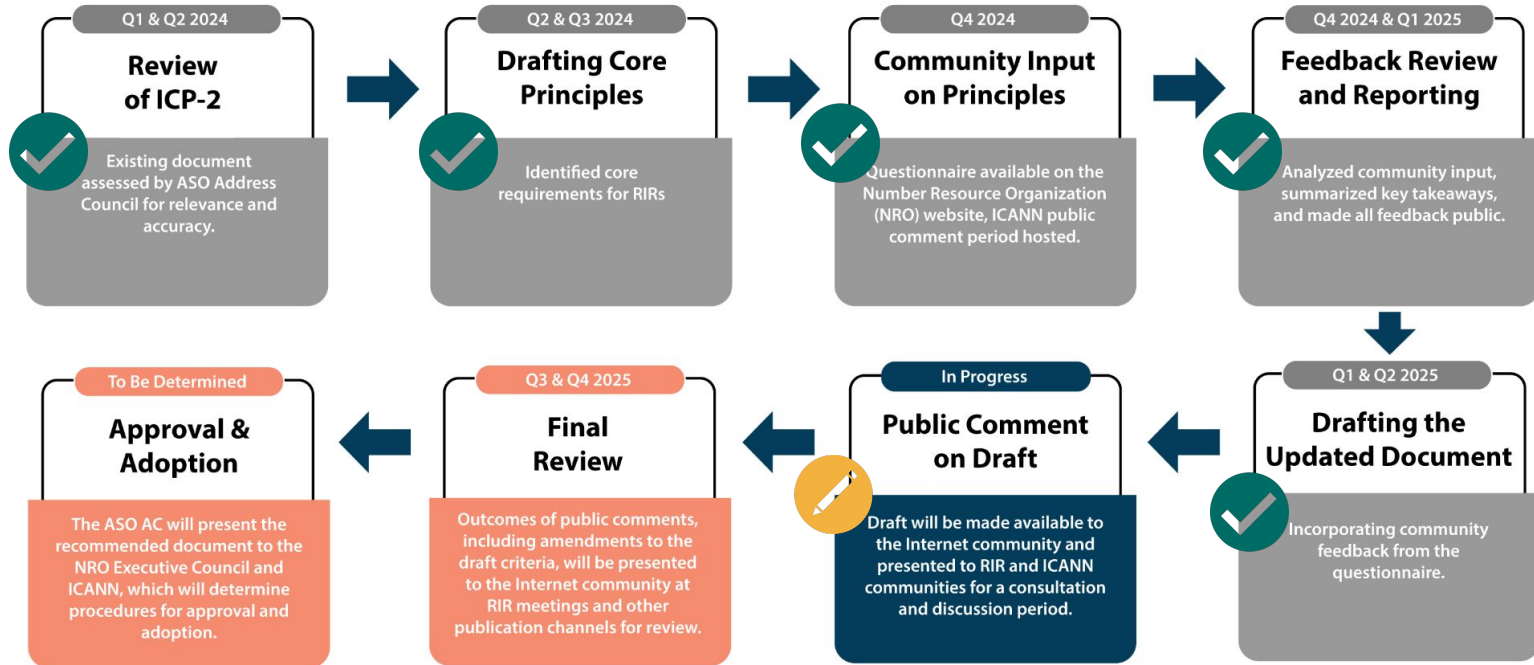 Q1 & Q2 2024
Review
of ICP-2
Existing document
assessed by ASO Address
Council for relevance and
accuracy.
Q2 & Q3 2024
Drafting Core
Principles
Identified core
requirements for RIRs
Q4 2024
Community Input
on Principles
Questionnaire available on the
Number Resource Organization
(NRO) website, ICANN public
comment period hosted.
Q4 2024 & Q1 2025
Feedback Review
and Reporting
Analyzed community input,
summarized key takeaways,
and made all feedback public.
Q1 & Q2 2025
Drafting the
Updated Document
Incorporating community
feedback from the
questionnaire.
In Progress
Public Comment
on Draft
Draft will be made available to
the Internet community and
presented to RIR and ICANN
communities for a consultation
and discussion period.
Q3 & Q4 2025
Final
Review
Outcomes of public comments,
including amendments to the
draft criteria, will be presented
to the Internet community at
RIR meetings and other
publication channels for review.
To Be Determined
Approval &
Adoption
The ASO AC will present the
recommended document to the
NRO Executive Council and
ICANN, which will determine
procedures for approval and
adoption.